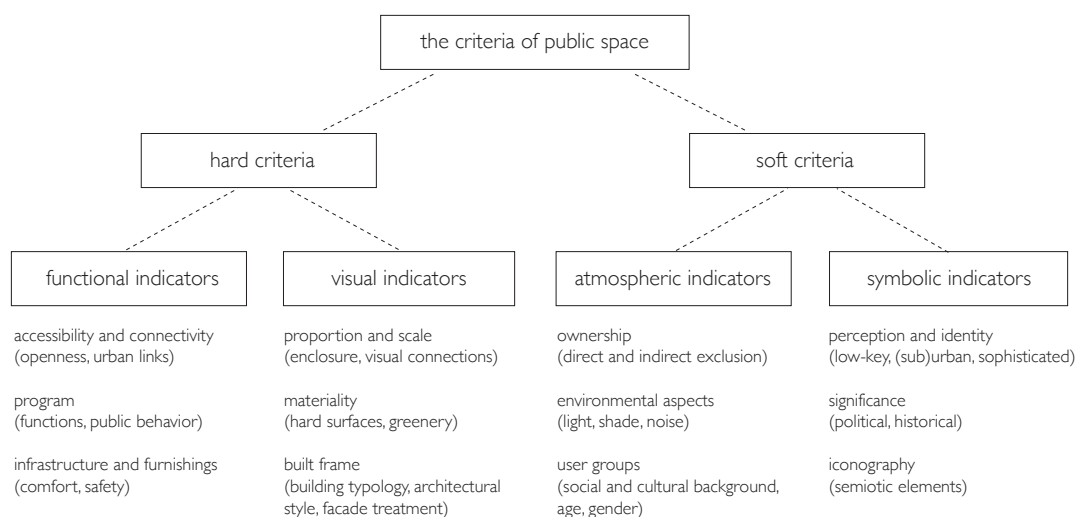 the criteria of public space
hard criteria
soft criteria
functional indicators
visual indicators
atmospheric indicators
symbolic indicators
accessibility and connectivity
(openness, urban links)
program
(functions, public behavior)
infrastructure and furnishings
(comfort, safety)
proportion and scale
(enclosure, visual connections)
materiality
(hard surfaces, greenery)
built frame
(building typology, architectural
style, facade treatment)
ownership
(direct and indirect exclusion)
environmental aspects
(light, shade, noise)
user groups
(social and cultural background,
age, gender)
perception and identity
(low-key, (sub)urban, sophisticated)
significance
(political, historical)
iconography
(semiotic elements)